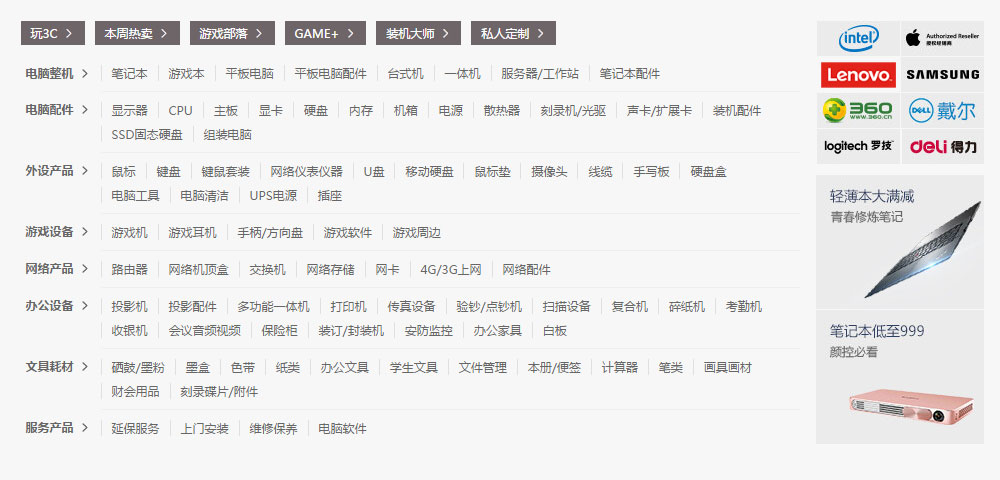 玩3C > 本周热卖 > 游戏部落 > GAME+ > 装机大师 > 私人定制 >
电脑整机 > 笔记本 游戏本 平板电脑 平板电脑配件 台式机 一体机 服务器/工作站 笔记本配件
电脑配件 > 显示器 CPU 主板 显卡 硬盘 内存 机箱 电源 散热器 刻录机/光驱 声卡/扩展卡 装机配件
SSD固态硬盘 组装电脑
外设产品 > 鼠标 键盘 键鼠套装 网络仪表仪器 U盘 移动硬盘 鼠标垫 摄像头 线缆 手写板 硬盘盒
电脑工具 电脑清洁 UPS电源 插座
游戏设备 > 游戏机 游戏耳机 手柄/方向盘 游戏软件 游戏周边
网络产品 > 路由器 网络机顶盒 交换机 网络存储 网卡 4G/3G上网 网络配件
办公设备 > 投影机 投影配件 多功能一体机 打印机 传真设备 验钞/点钞机 扫描设备 复合机 碎纸机 考勤机
收银机 会议音频视频 保险柜 装订/封装机 安防监控 办公家具 白板
文具耗材 > 硒鼓/墨粉 墨盒 色带 纸类 办公文具 学生文具 文件管理 本册/便签 计算器 笔类 画具画材
财会用品 刻录碟片/附件
服务产品 > 延保服务 上门安装 维修保养 电脑软件
intel
Authorized Reseller
授权经销商
Lenovo
SAMSUNG
360
www.360.cn
DELL 戴尔
logitech 罗技
deli 得力
轻薄本大满减
青春修炼笔记
笔记本低至999
颜控必看